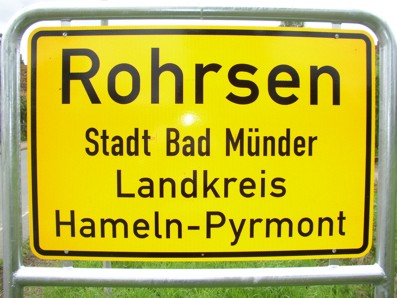 Rohrsen
Stadt Bad Münder
Landkreis
Hameln-Pyrmont